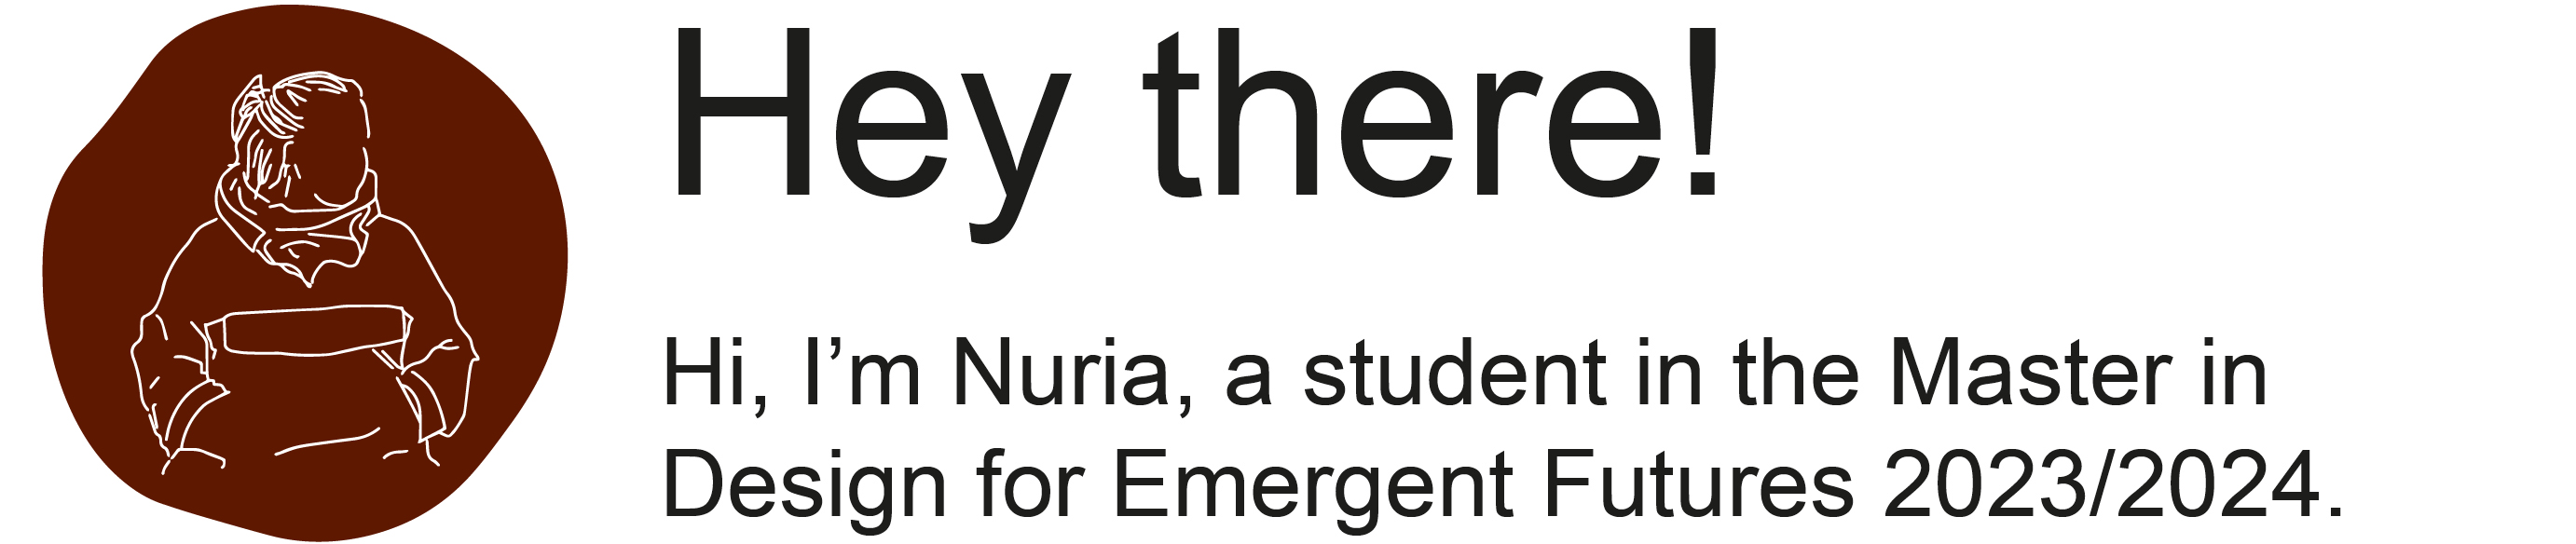 Hey there!
Hi, I’m Nuria, a student in the Master in
Design for Emergent Futures 2023/2024.